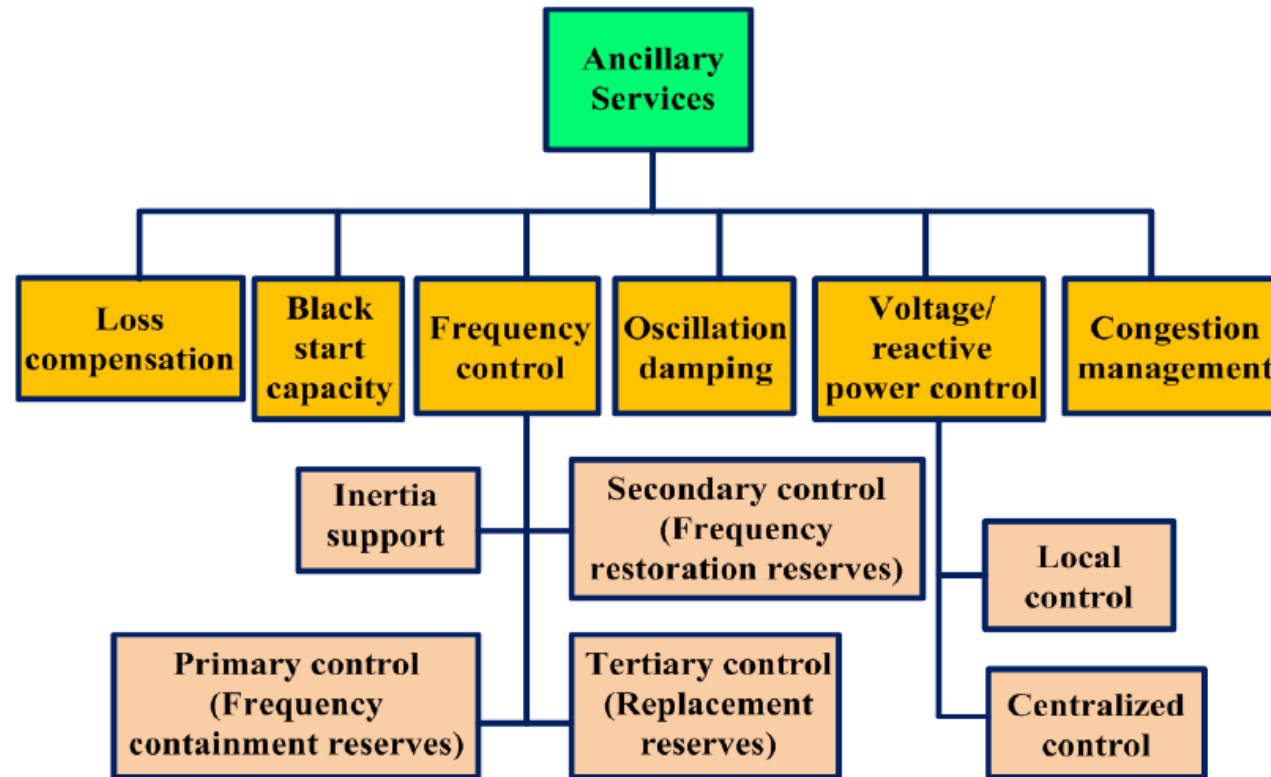 Ancillary
Services
Loss
compensation
Black
start
capacity
Frequency
control
Oscillation
damping
Voltage/
reactive
power control
Congestion
management
Inertia
support
Secondary control
(Frequency
restoration reserves)
Primary control
(Frequency
containment reserves)
Tertiary control
(Replacement
reserves)
Local
control
Centralized
control